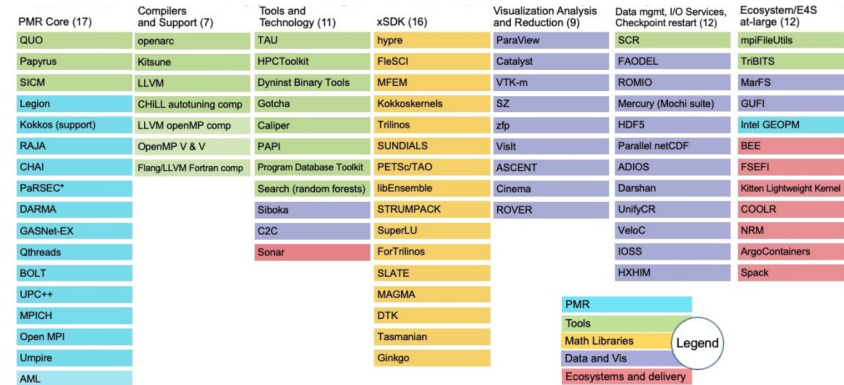 PMR Core (17)
QUO
Papyrus
SICM
Legion
Kokkos (support)
RAJA
CHAI
PaRSEC*
DARMA
GASNet-EX
Qthreads
BOLT
UPC++
MPICH
Open MPI
Umpire
AML
Compilers
and Support (7)
openarc
Kitsune
LLVM
CHiLL autotuning comp
LLVM openMP comp
OpenMP V & V
Flang/LLVM Fortran comp
Tools and
Technology (11)
TAU
HPCToolkit
Dyninst Binary Tools
Gotcha
Caliper
PAPI
Program Database Toolkit
Search (random forests)
Siboka
C2C
Sonar
xSDK (16)
hypre
FleSCI
MFEM
Kokkoskernels
Trilinos
SUNDIALS
PETSc/TAO
libEnsemble
STRUMPACK
SuperLU
ForTrilinos
SLATE
MAGMA
DTK
Tasmanian
Ginkgo
Visualization Analysis
and Reduction (9)
ParaView
Catalyst
VTK-m
SZ
zfp
VisIt
ASCENT
Cinema
ROVER
Data mgmt, I/O Services,
Checkpoint restart (12)
SCR
FAODEL
ROMIO
Mercury (Mochi suite)
HDF5
Parallel netCDF
ADIOS
Darshan
UnifyCR
VeloC
IOSS
HXHIM
Ecosystem/E4S
at-large (12)
mpiFileUtils
TriBITS
MarFS
GUFI
Intel GEOPM
BEE
FSEFI
Kitten Lightweight Kernel
COOLR
NRM
ArgoContainers
Spack
PMR
Tools
Math Libraries
Data and Vis
Ecosystems and delivery
Legend